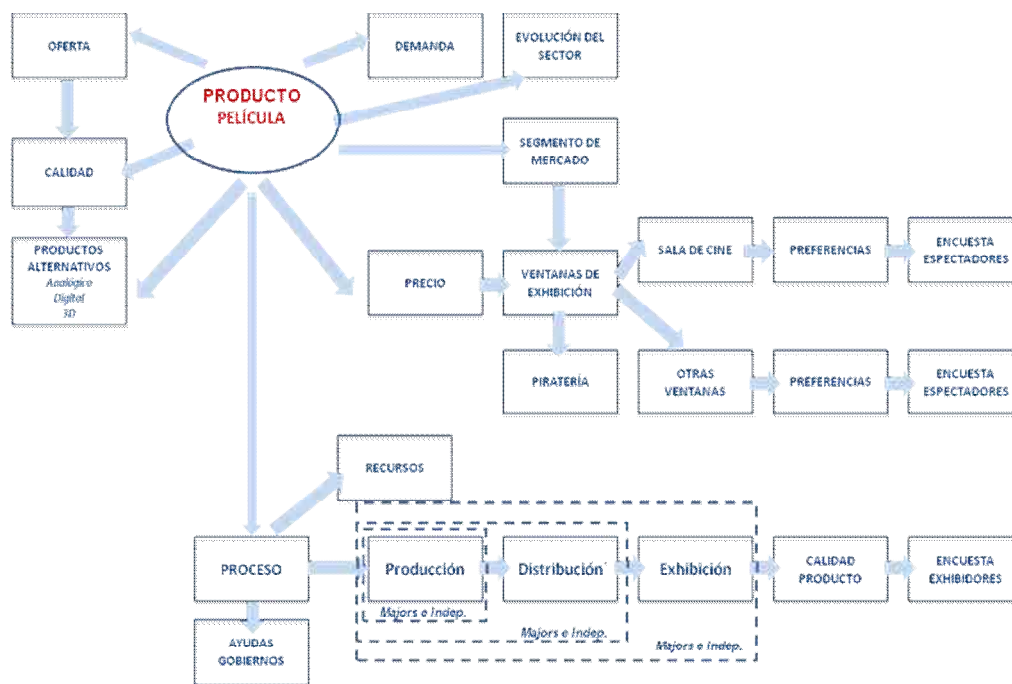 OFERTA
DEMANDA
EVOLUCIÓN DEL
SECTOR
PRODUCTO
PELÍCULA
CALIDAD
SEGMENTO DE
MERCADO
PRODUCTOS
ALTERNATIVOS
Analógico
Digital
3D
PRECIO
VENTANAS DE
EXHIBICIÓN
SALA DE CINE
PREFERENCIAS
ENCUESTA
ESPECTADORES
PIRATERÍA
OTRAS
VENTANAS
PREFERENCIAS
ENCUESTA
ESPECTADORES
RECURSOS
PROCESO
Producción
Distribución
Exhibición
CALIDAD
PRODUCTO
ENCUESTA
EXHIBIDORES
Majors e Indep.
Majors e Indep.
Majors e Indep.
AYUDAS
GOBIERNOS